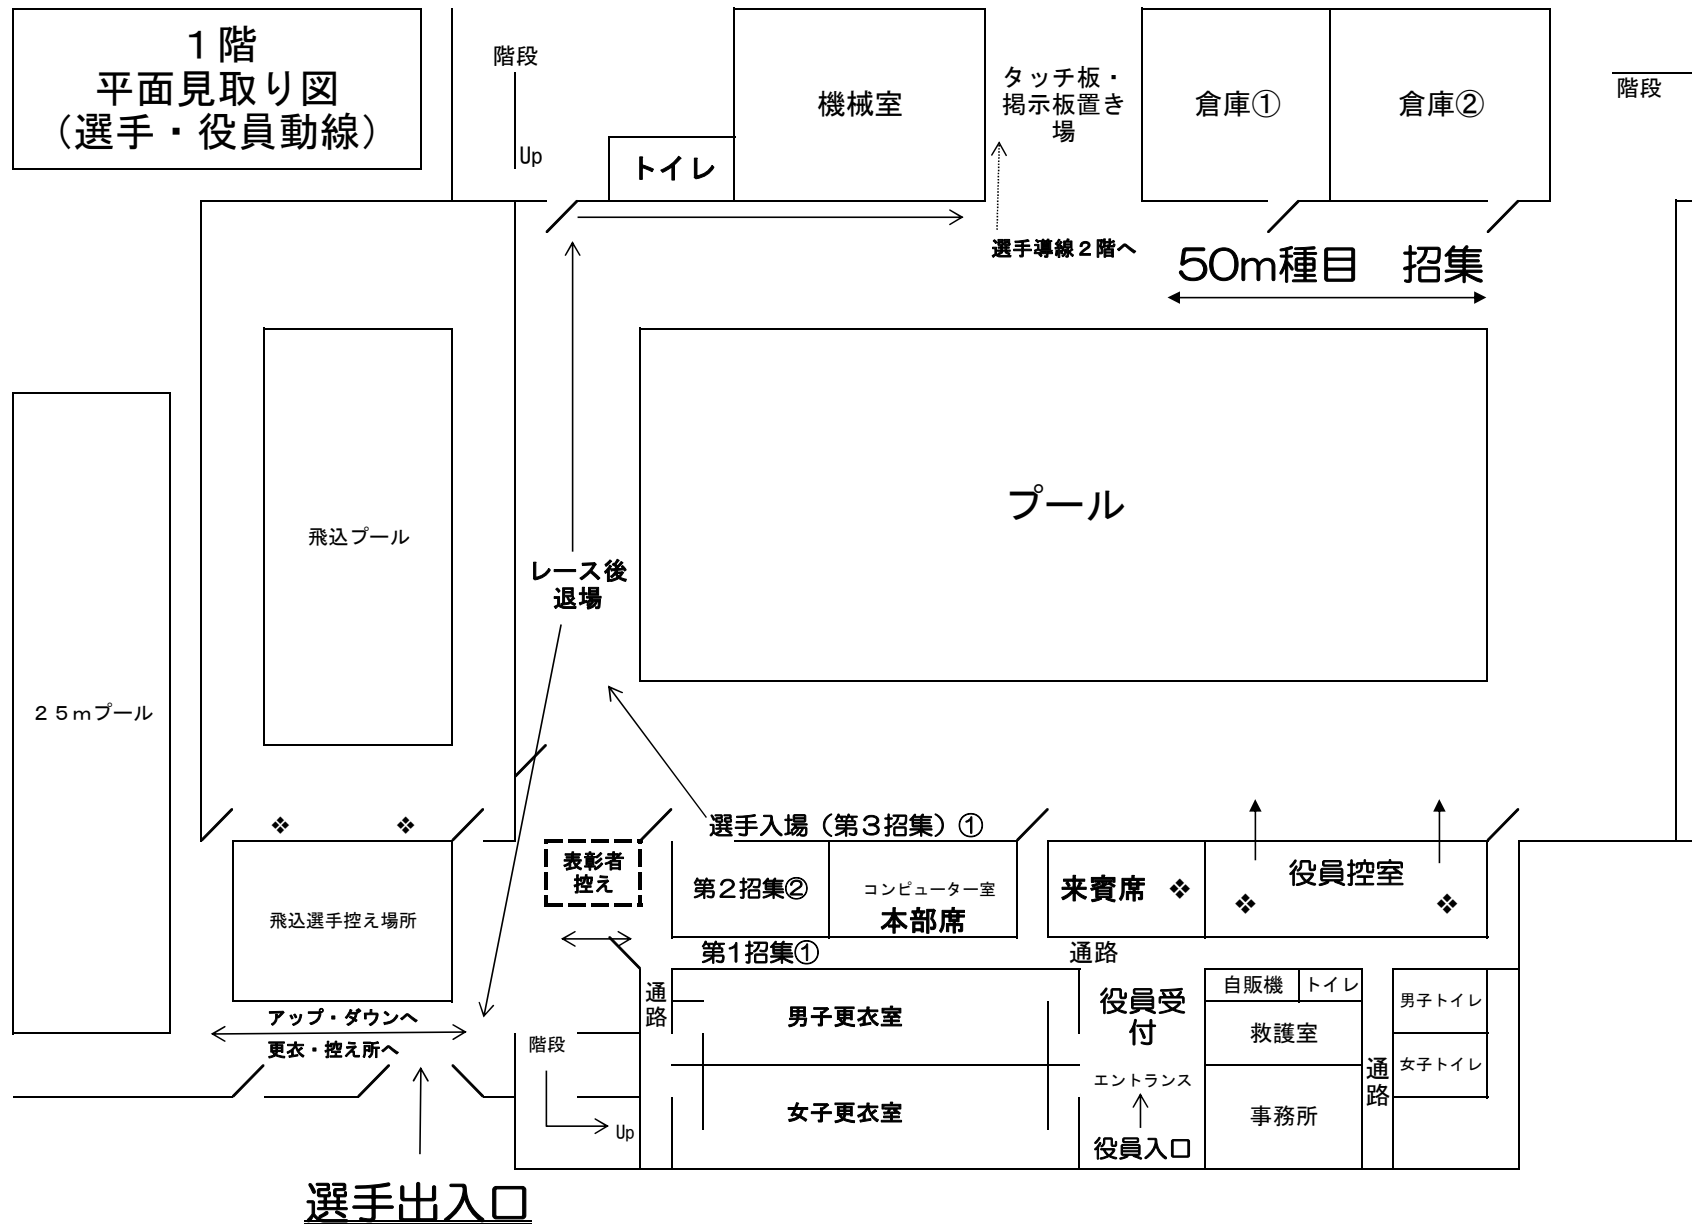 １階
平面見取り図
（選手・役員動線）
階段
Up
トイレ
機械室
タッチ板・
掲示板置き
場
倉庫①
倉庫②
階段
選手導線２階へ
50m種目　招集
プール
飛込プール
レース後
退場
２５ｍプール
選手入場（第３招集）①
表彰者
控え
第２招集②
コンピューター室
本部席
来賓席 ❖
役員控室
❖ ❖
❖ ❖
飛込選手控え場所
第1招集①
通路
アップ・ダウンへ
更衣・控え所へ
階段
Up
通
路
男子更衣室
女子更衣室
役員受
付
エントランス
役員入口
自販機
トイレ
救護室
事務所
通
路
男子トイレ
女子トイレ
選手出入口